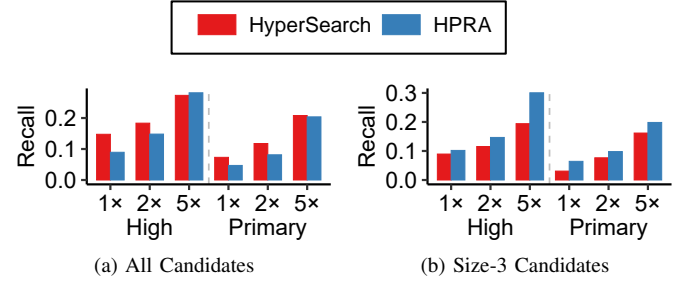 HyperSearch HPRA
Recall
0.2
0.1
0.0
1× 2× 5× 1× 2× 5×
High Primary
(a) All Candidates
Recall
0.3
0.2
0.1
0.0
1× 2× 5× 1× 2× 5×
High Primary
(b) Size-3 Candidates